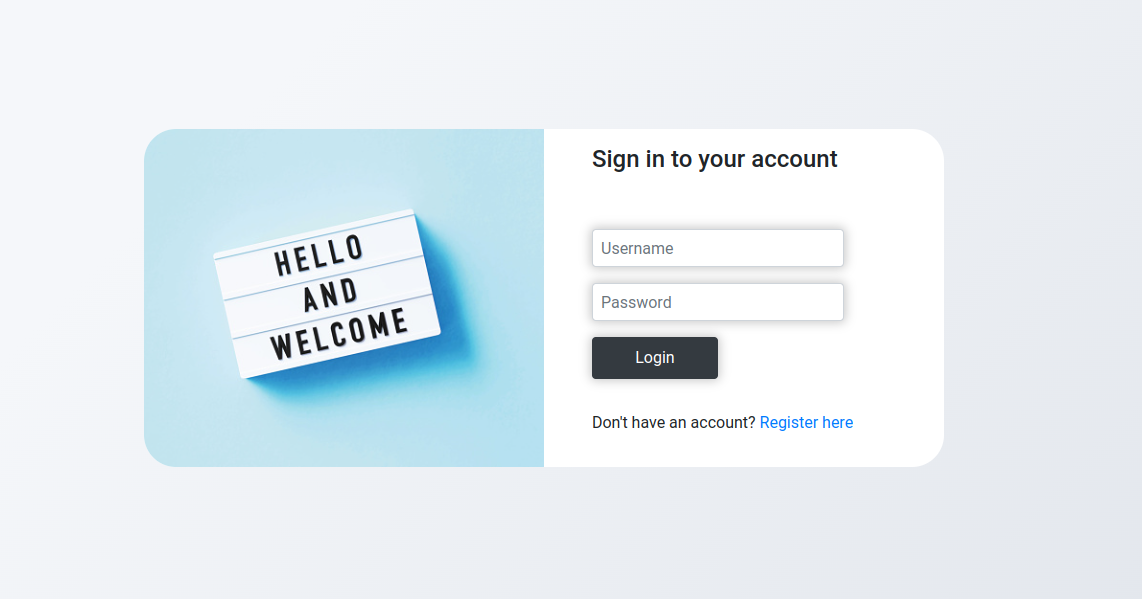 HELLO
AND
WELCOME
Sign in to your account
Username
Password
Login
Don't have an account? Register here